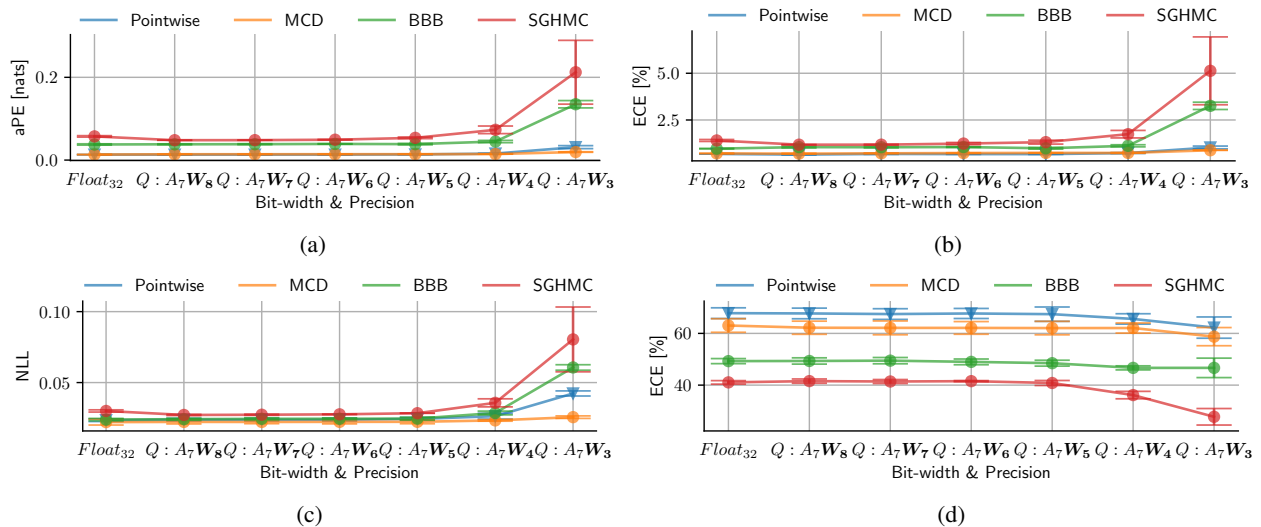 Pointwise MCD BBB SGHMC
aPE [nats]
0.2
0.0
Float32 Q : A7W8 Q : A7W7 Q : A7W6 Q : A7W5 Q : A7W4 Q : A7W3
Bit-width & Precision
(a)
Pointwise MCD BBB SGHMC
ECE [%]
5.0
2.5
Float32 Q : A7W8 Q : A7W7 Q : A7W6 Q : A7W5 Q : A7W4 Q : A7W3
Bit-width & Precision
(b)
Pointwise MCD BBB SGHMC
NLL
0.10
0.05
Float32 Q : A7W8 Q : A7W7 Q : A7W6 Q : A7W5 Q : A7W4 Q : A7W3
Bit-width & Precision
(c)
Pointwise MCD BBB SGHMC
ECE [%]
60
40
Float32 Q : A7W8 Q : A7W7 Q : A7W6 Q : A7W5 Q : A7W4 Q : A7W3
Bit-width & Precision
(d)